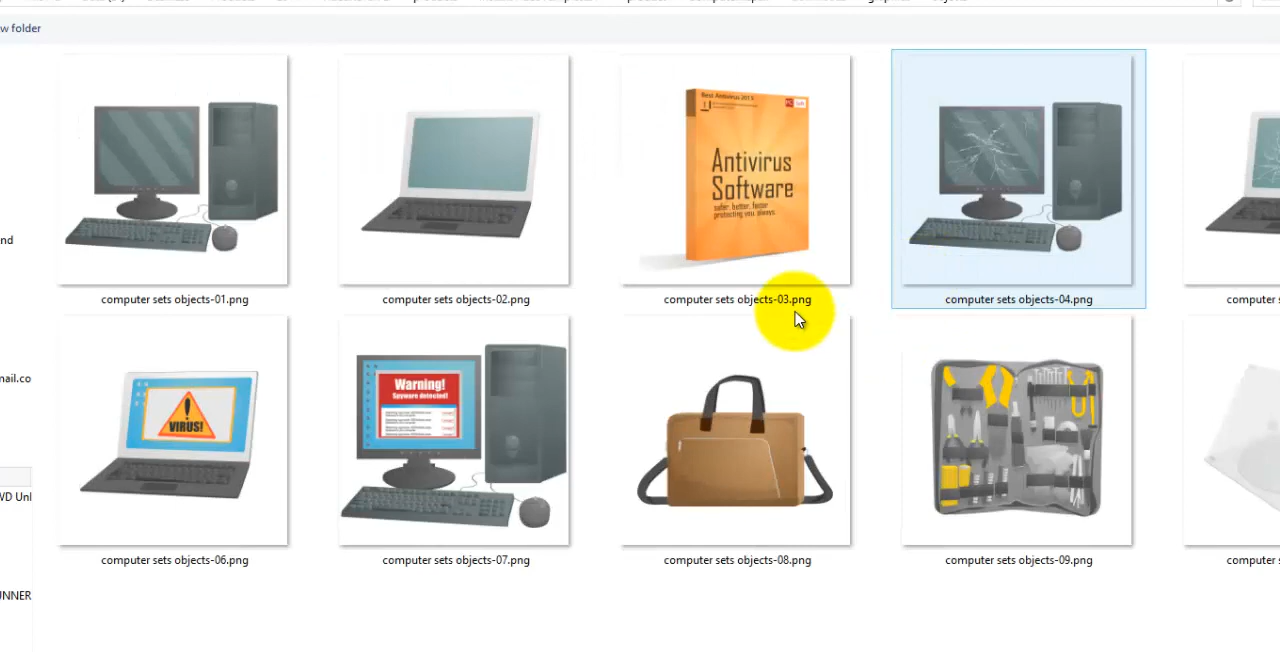 w folder
computer sets objects-01.png
Best Antivirus 2015
Antivirus
Software
safer, better, faster
protecting you, always
computer sets objects-02.png
computer sets objects-03.png
computer sets objects-04.png
computer s
nd
nail.co
VIRUS!
Warning!
Spyware detected!
WD Unl
computer sets objects-06.png
computer sets objects-07.png
computer sets objects-08.png
computer sets objects-09.png
computer s
UNNER